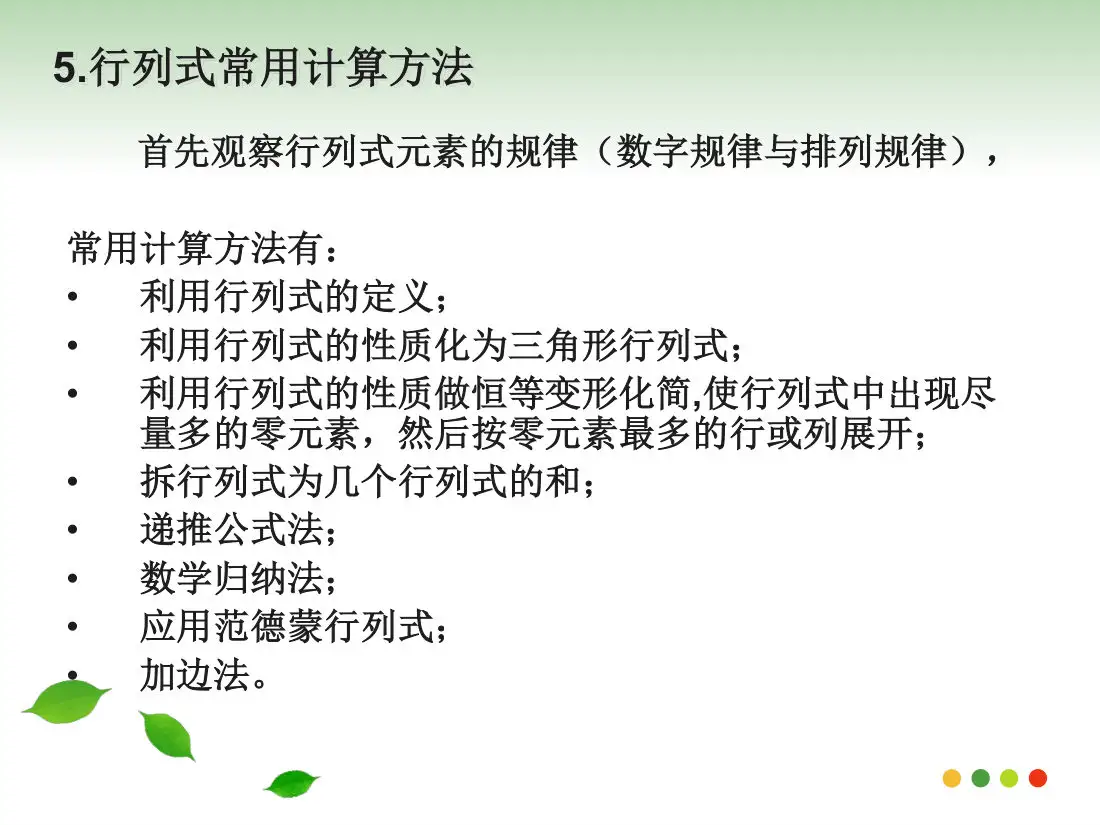 5.行列式常用计算方法
首先观察行列式元素的规律（数字规律与排列规律），
常用计算方法有：
• 利用行列式的定义；
• 利用行列式的性质化为三角形行列式；
• 利用行列式的性质做恒等变形化简,使行列式中出现尽
量多的零元素，然后按零元素最多的行或列展开；
• 拆行列式为几个行列式的和；
• 递推公式法；
• 数学归纳法；
• 应用范德蒙行列式；
• 加边法。